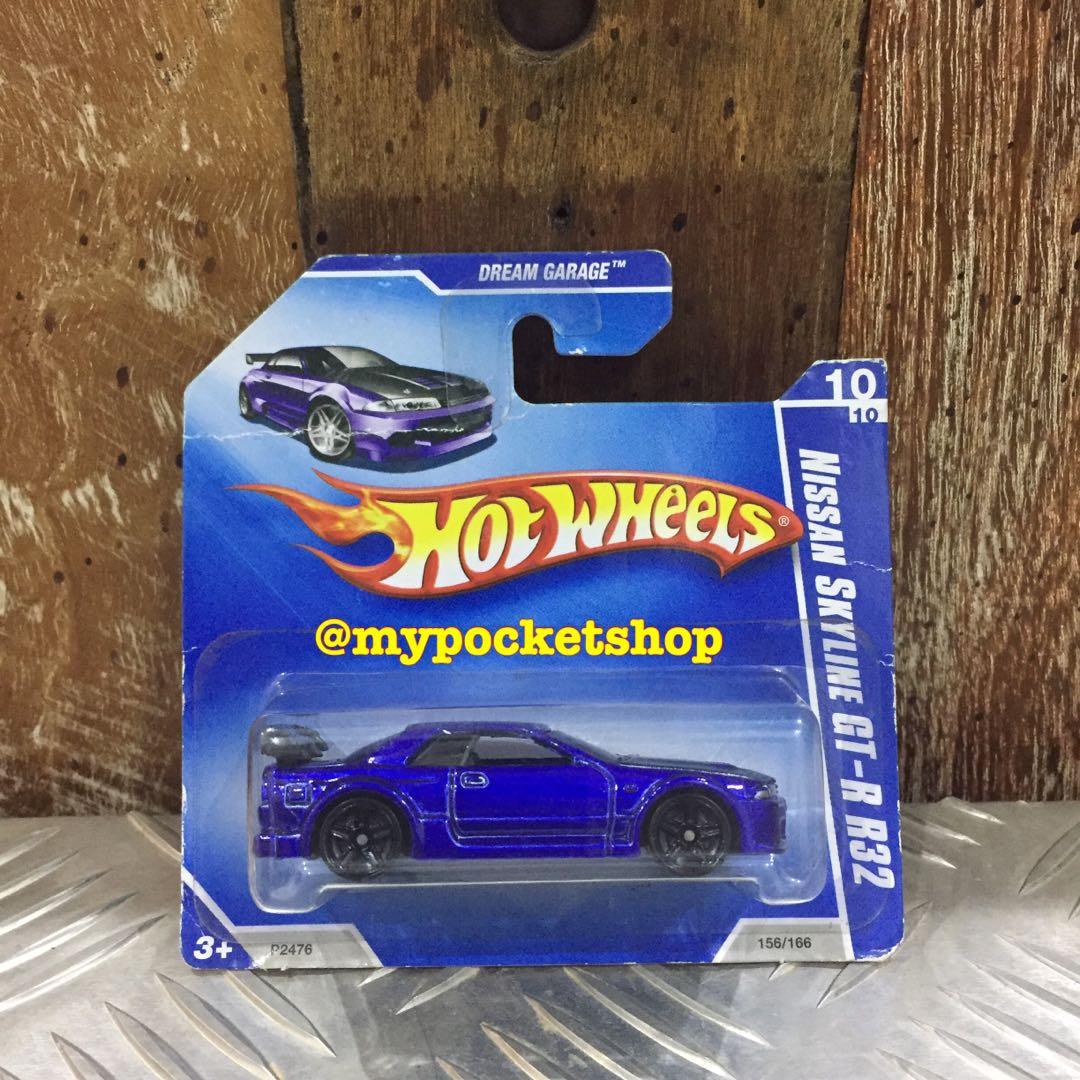 DREAM GARAGE™
10
10
HOT WHEELS®
NISSAN SKYLINE GT-R R32
@mypocketshop
3+
P2476
156/166